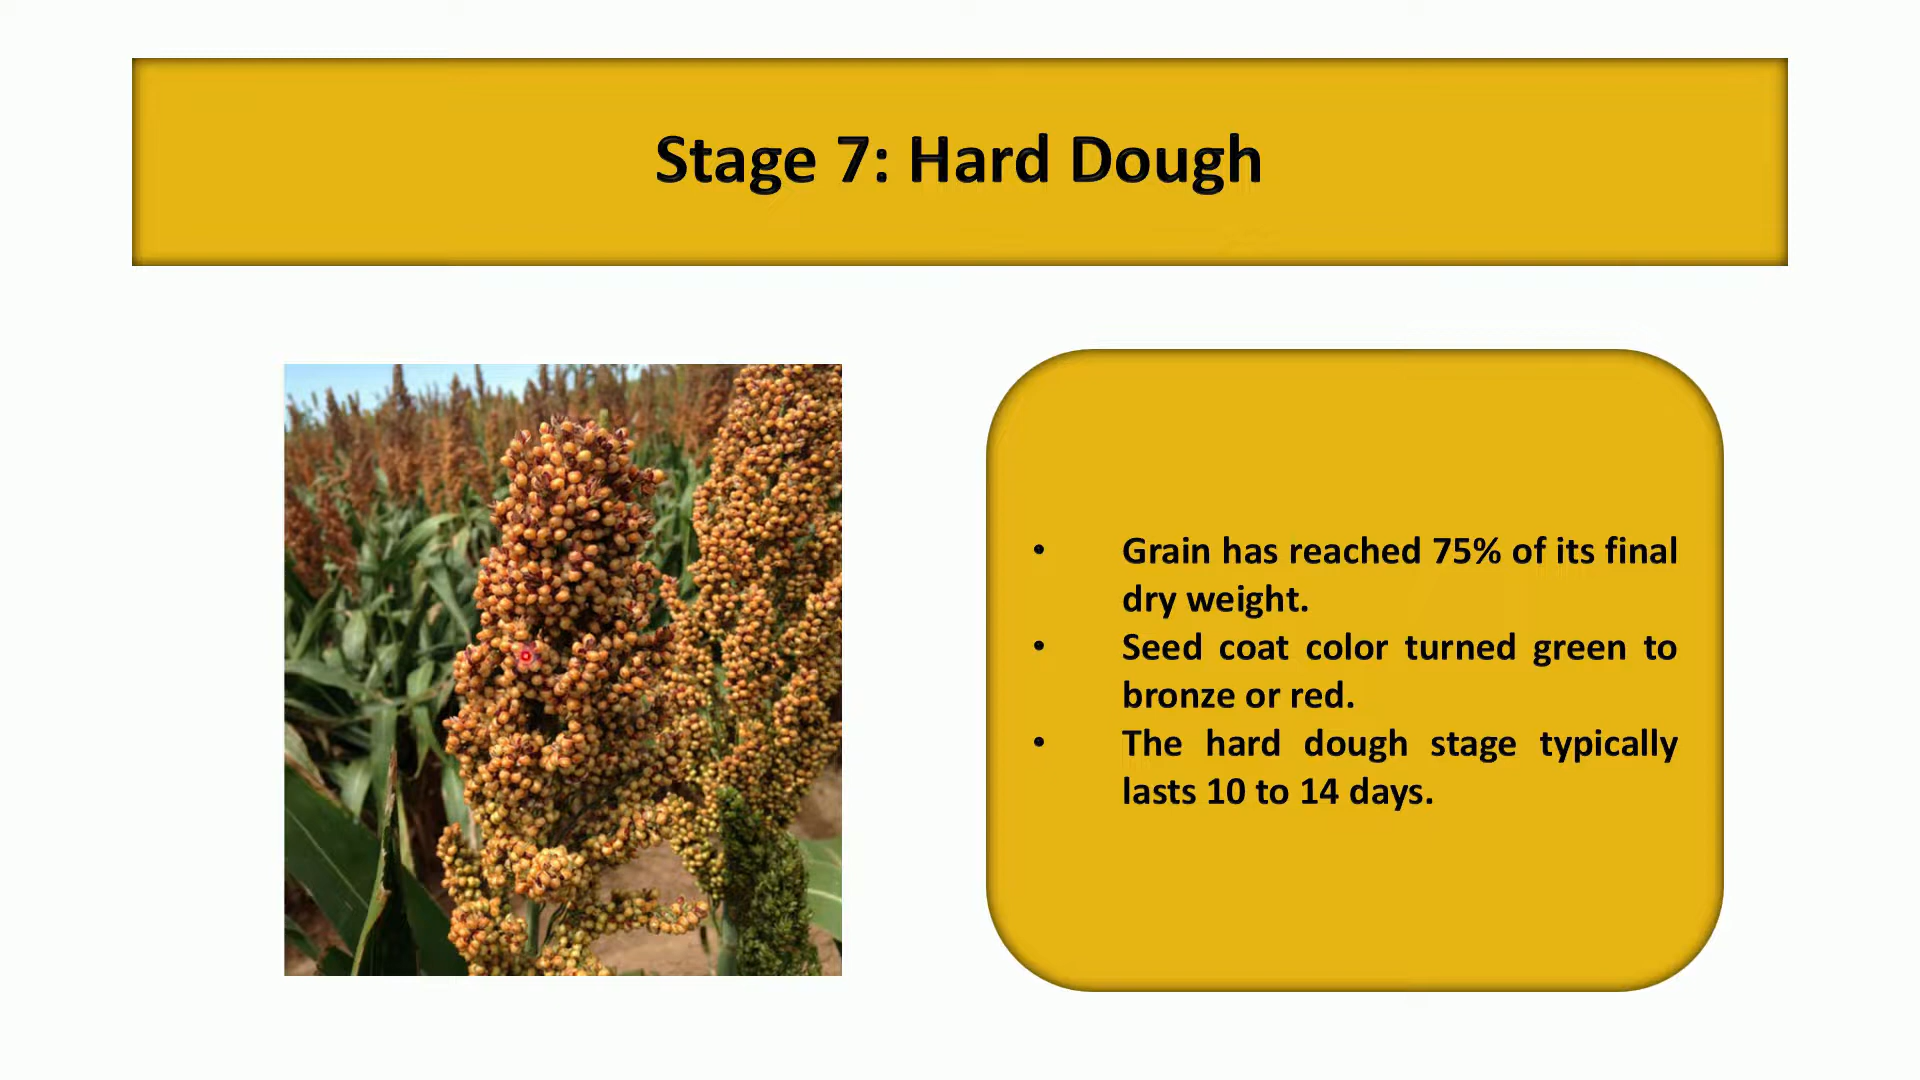 Stage 7: Hard Dough
• Grain has reached 75% of its final
dry weight.
• Seed coat color turned green to
bronze or red.
• The hard dough stage typically
lasts 10 to 14 days.